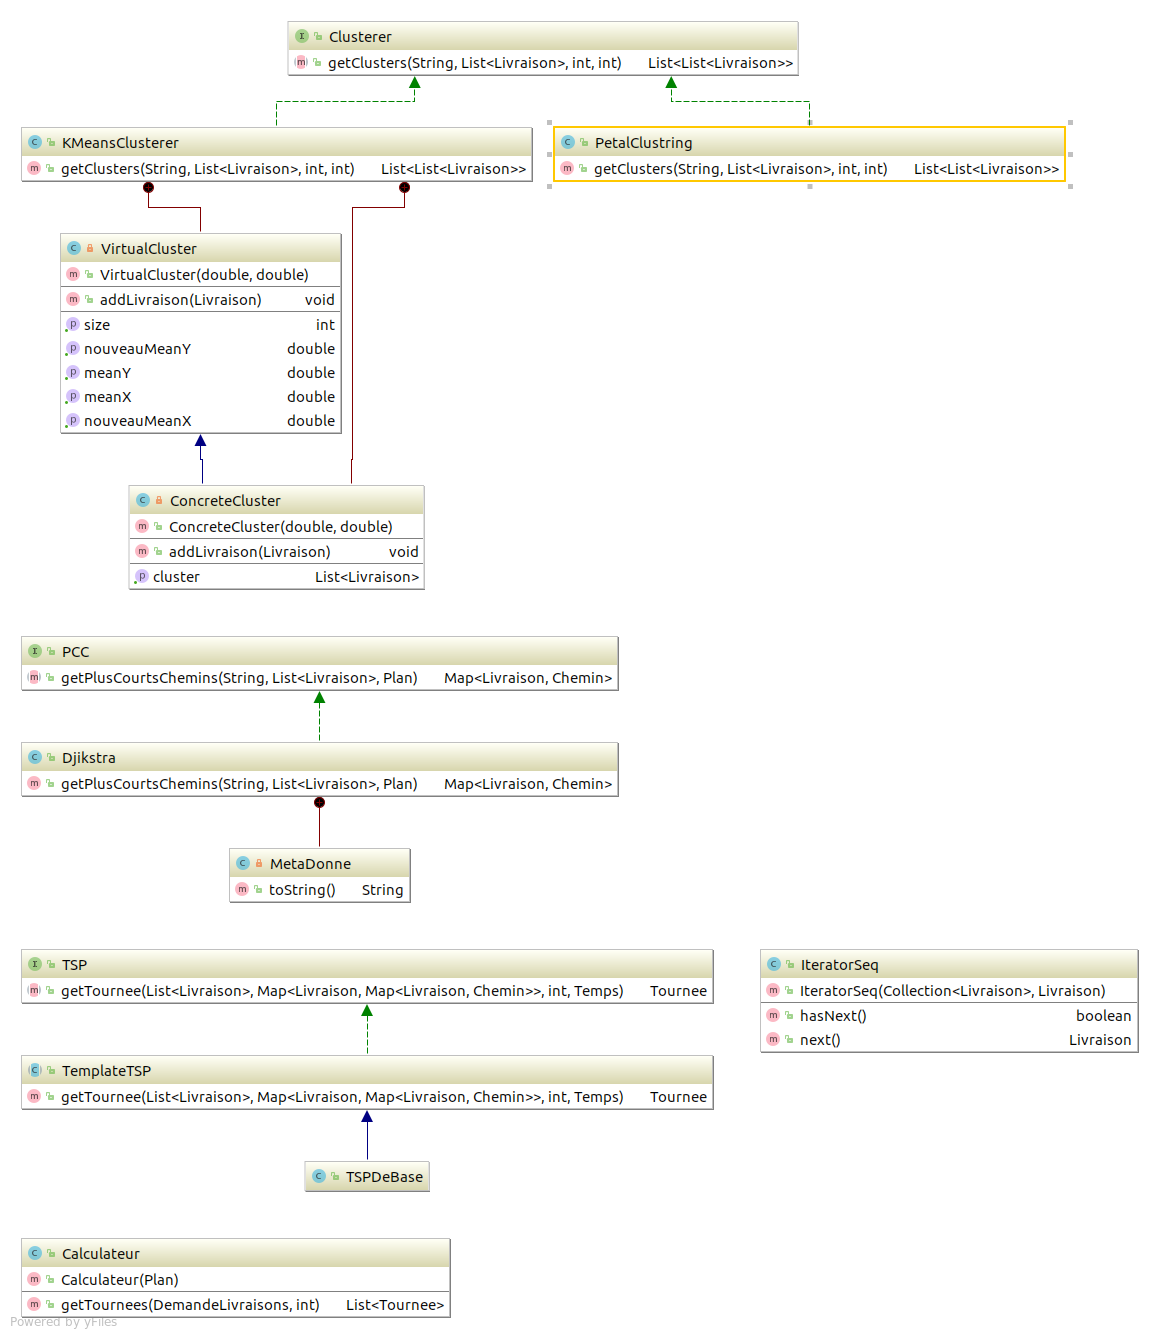 Clusterer
getClusters(String, List<Livraison>, int, int) List<List<Livraison>>
KMeansClusterer
getClusters(String, List<Livraison>, int, int) List<List<Livraison>>
PetalClustring
getClusters(String, List<Livraison>, int, int) List<List<Livraison>>
VirtualCluster
VirtualCluster(double, double)
addLivraison(Livraison) void
size int
nouveauMeanY double
meanY double
meanX double
nouveauMeanX double
ConcreteCluster
ConcreteCluster(double, double)
addLivraison(Livraison) void
cluster List<Livraison>
PCC
getPlusCourtsChemins(String, List<Livraison>, Plan) Map<Livraison, Chemin>
Djikstra
getPlusCourtsChemins(String, List<Livraison>, Plan) Map<Livraison, Chemin>
MetaDonne
toString() String
TSP
getTournee(List<Livraison>, Map<Livraison, Map<Livraison, Chemin>>, int, Temps) Tournee
IteratorSeq
IteratorSeq(Collection<Livraison>, Livraison)
hasNext() boolean
next() Livraison
TemplateTSP
getTournee(List<Livraison>, Map<Livraison, Map<Livraison, Chemin>>, int, Temps) Tournee
TSPDeBase
Calculateur
Calculateur(Plan)
getTournees(DemandeLivraisons, int) List<Tournee>
Powered by yFiles